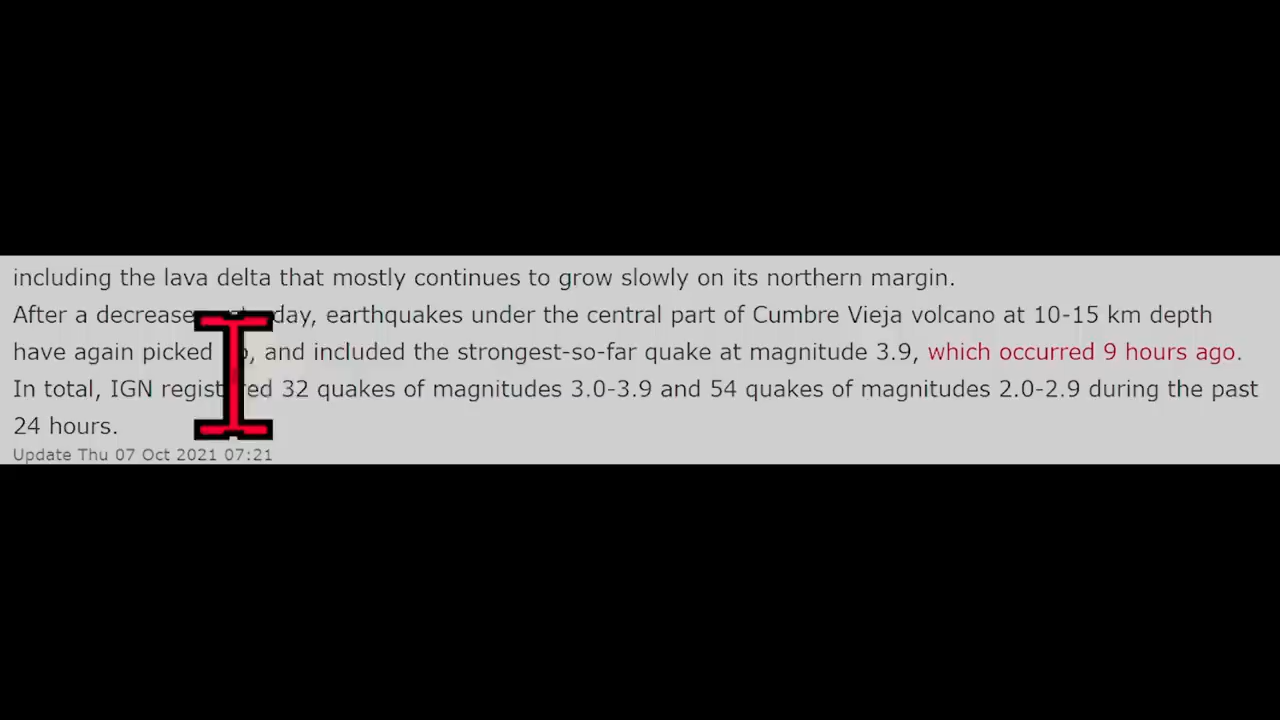 including the lava delta that mostly continues to grow slowly on its northern margin.
After a decrease day, earthquakes under the central part of Cumbre Vieja volcano at 10-15 km depth
have again picked , and included the strongest-so-far quake at magnitude 3.9, which occurred 9 hours ago.
In total, IGN registered 32 quakes of magnitudes 3.0-3.9 and 54 quakes of magnitudes 2.0-2.9 during the past
24 hours.
Update Thu 07 Oct 2021 07:21